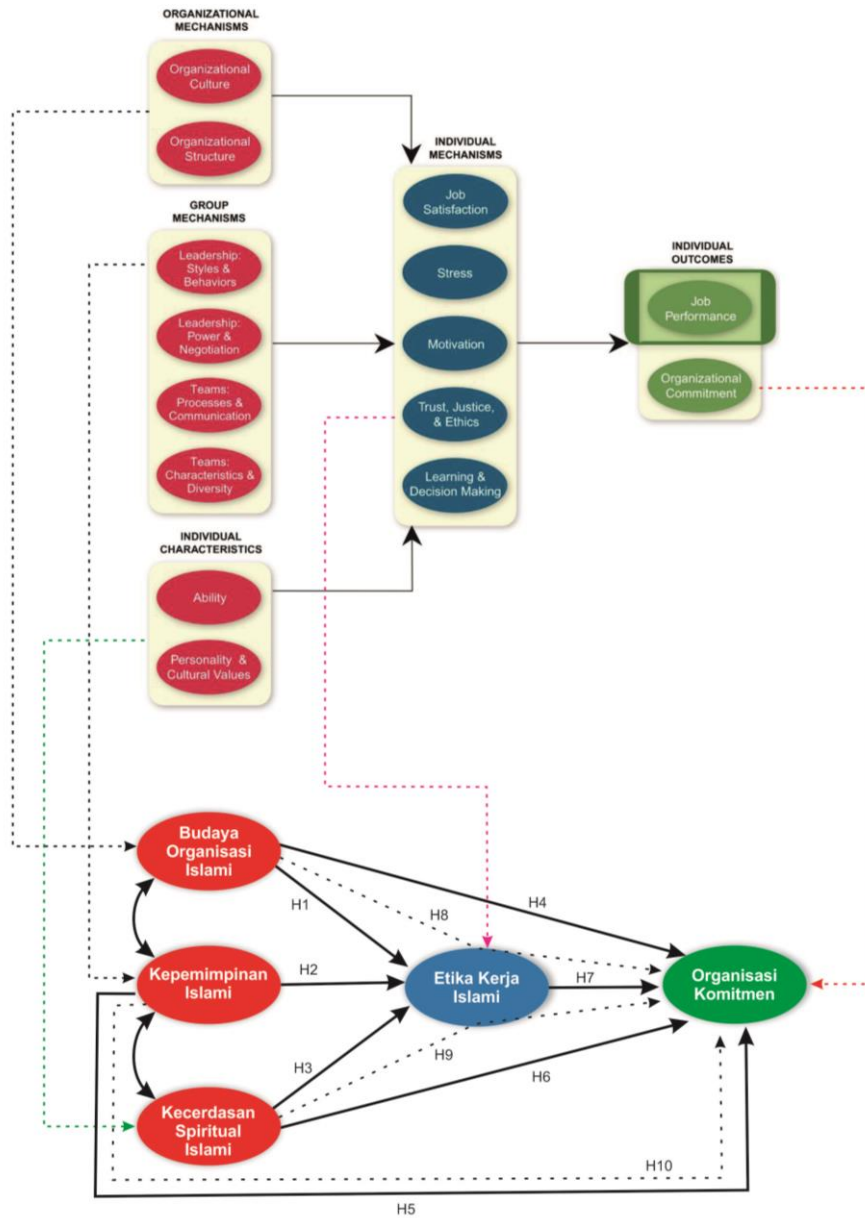 ORGANIZATIONAL
MECHANISMS
Organizational
Culture
Organizational
Structure
GROUP
MECHANISMS
Leadership:
Styles &
Behaviors
Leadership:
Power &
Negotiation
Teams:
Processes &
Communication
Teams:
Characteristics &
Diversity
INDIVIDUAL
CHARACTERISTICS
Ability
Personality &
Cultural Values
INDIVIDUAL
MECHANISMS
Job
Satisfaction
Stress
Motivation
Trust, Justice,
& Ethics
Learning &
Decision Making
INDIVIDUAL
OUTCOMES
Job
Performance
Organizational
Commitment
Budaya
Organisasi
Islami
H1
H8
H4
Kepemimpinan
Islami
H2
Etika Kerja
Islami
H7
Organisasi
Komitmen
H3
H9
H6
Kecerdasan
Spiritual
Islami
H10
H5